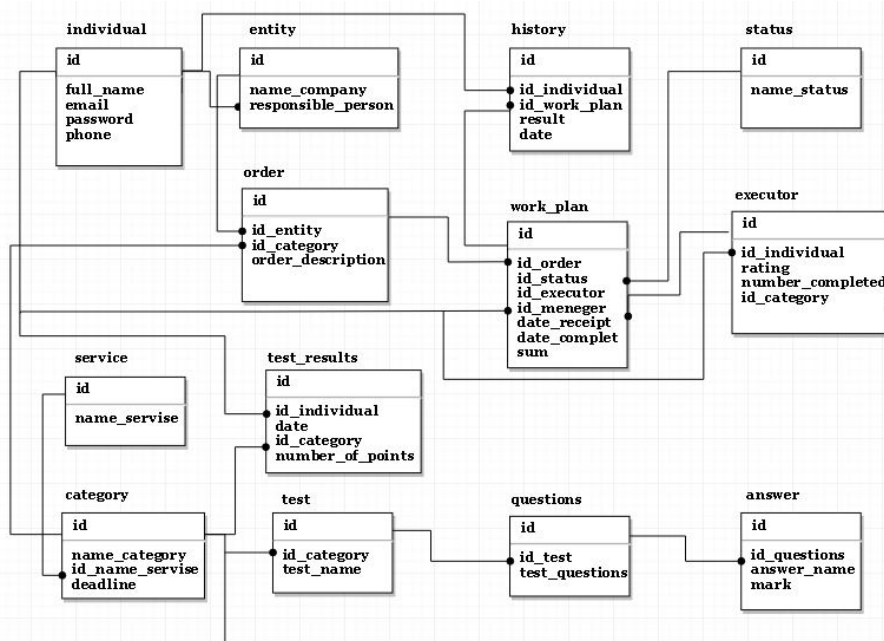 individual
id
full_name
email
password
phone
entity
id
name_company
responsible_person
history
id
id_individual
id_work_plan
result
date
status
id
name_status
order
id
id_entity
id_category
order_description
work_plan
id
id_order
id_status
id_executor
id_meneger
date_receipt
date_complet
sum
executor
id
id_individual
rating
number_completed
id_category
service
id
name_servise
test_results
id
id_individual
date
id_category
number_of_points
category
id
name_category
id_name_servise
deadline
test
id
id_category
test_name
questions
id
id_test
test_questions
answer
id
id_questions
answer_name
mark